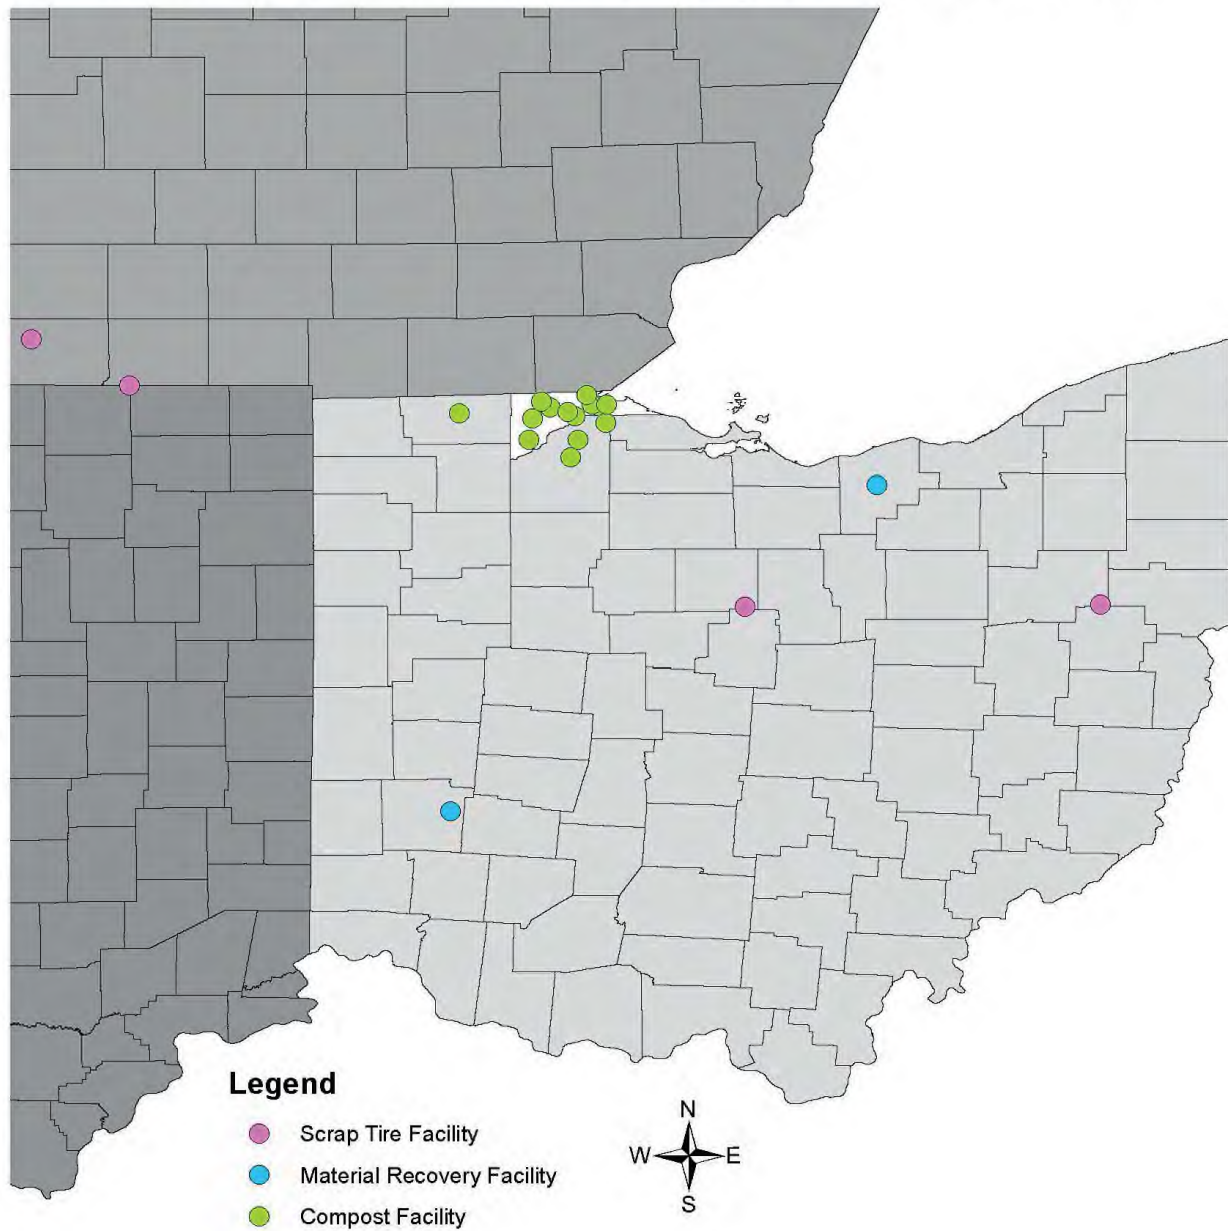 Legend
Scrap Tire Facility
Material Recovery Facility
Compost Facility
N
W E
S